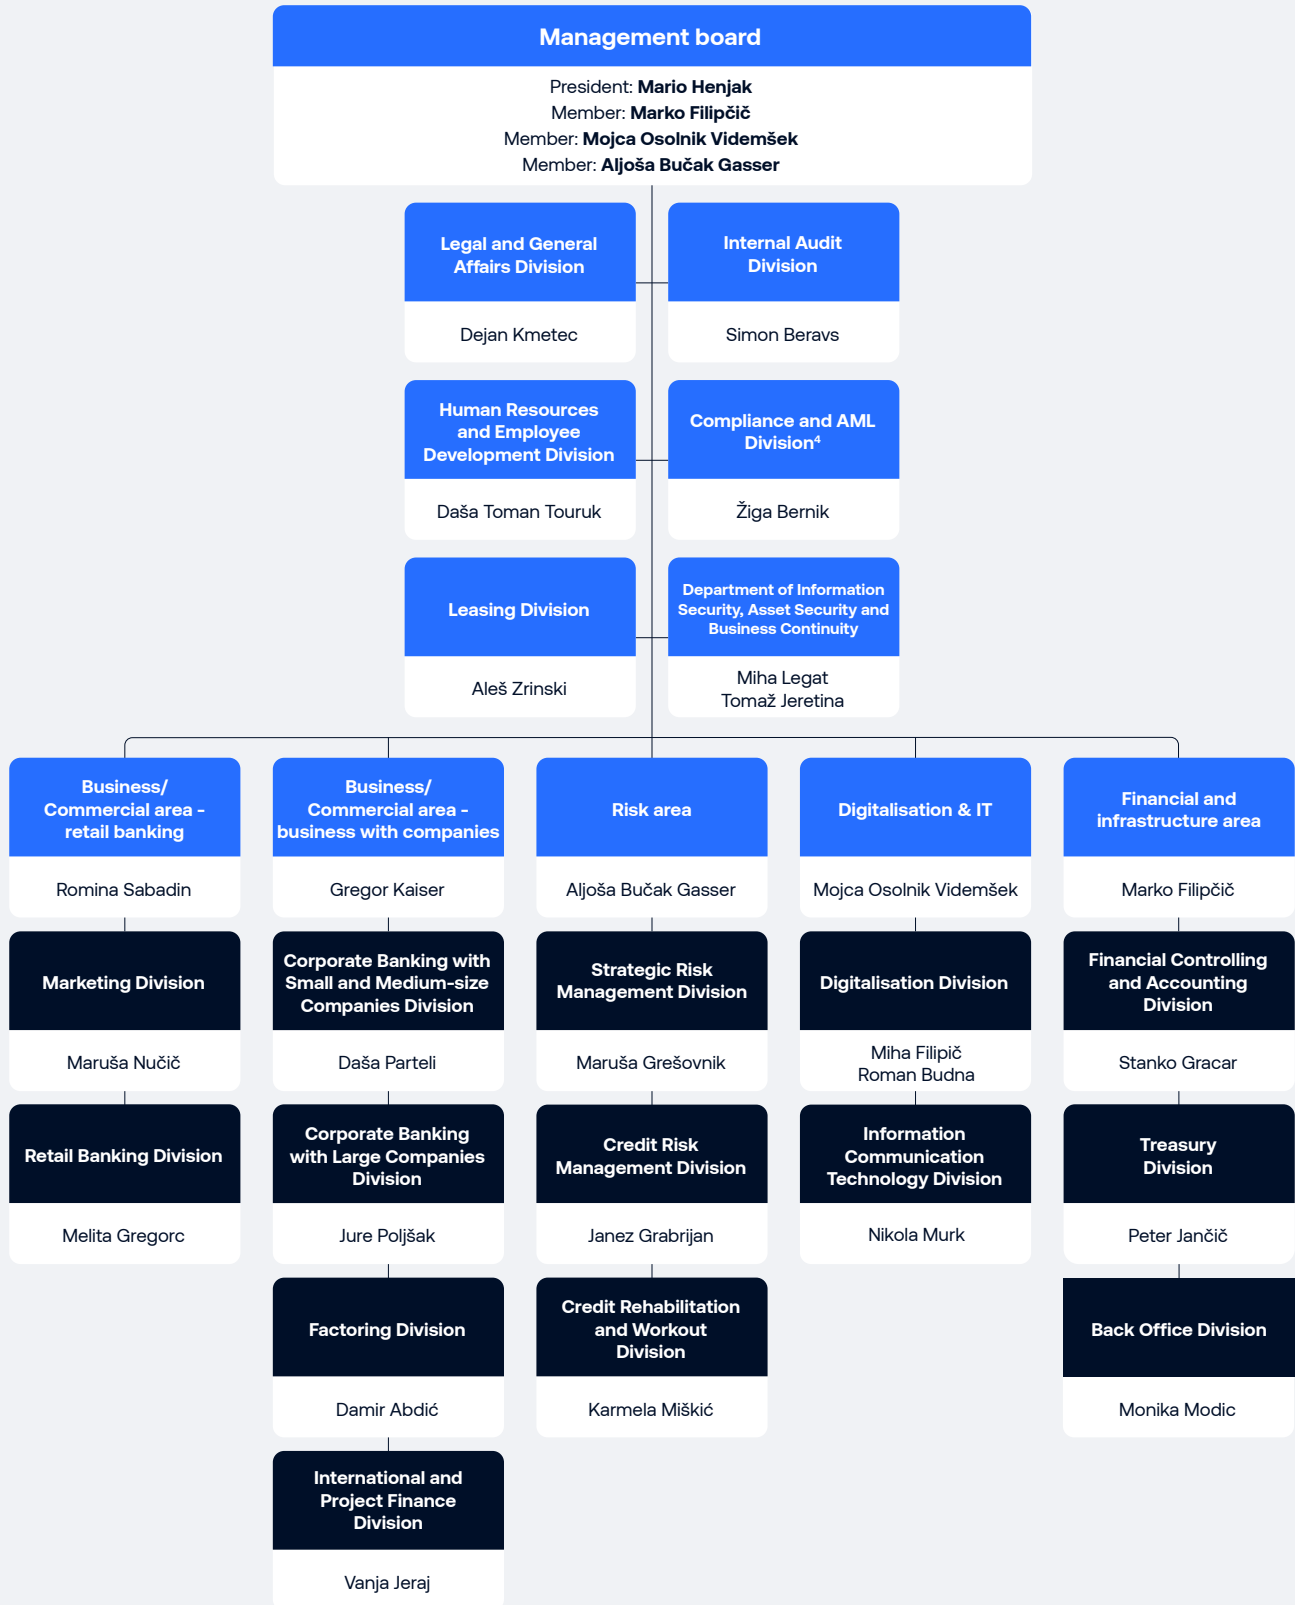 Management board
President: Mario Henjak
Member: Marko Filipčič
Member: Mojca Osolnik Videmšek
Member: Aljoša Bučak Gasser
Legal and General
Affairs Division
Dejan Kmetec
Internal Audit
Division
Simon Beravs
Human Resources
and Employee
Development Division
Daša Toman Touruk
Compliance and AML
Division⁴
Žiga Bernik
Leasing Division
Aleš Zrinski
Department of Information
Security, Asset Security and
Business Continuity
Miha Legat
Tomaž Jeretina
Business/
Commercial area -
retail banking
Romina Sabadin
Marketing Division
Maruša Nučič
Retail Banking Division
Melita Gregorc
Business/
Commercial area -
business with companies
Gregor Kaiser
Corporate Banking with
Small and Medium-size
Companies Division
Daša Parteli
Corporate Banking
with Large Companies
Division
Jure Poljšak
Factoring Division
Damir Abdić
International and
Project Finance
Division
Vanja Jeraj
Risk area
Aljoša Bučak Gasser
Strategic Risk
Management Division
Maruša Grešovnik
Credit Risk
Management Division
Janez Grabrijan
Credit Rehabilitation
and Workout
Division
Karmela Miškić
Digitalisation & IT
Mojca Osolnik Videmšek
Digitalisation Division
Miha Filipič
Roman Budna
Information
Communication
Technology Division
Nikola Murk
Financial and
infrastructure area
Marko Filipčič
Financial Controlling
and Accounting
Division
Stanko Gracar
Treasury
Division
Peter Jančič
Back Office Division
Monika Modic